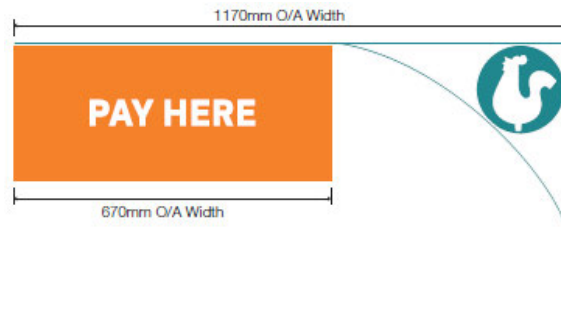 1170mm O/A Width
PAY HERE
670mm O/A Width